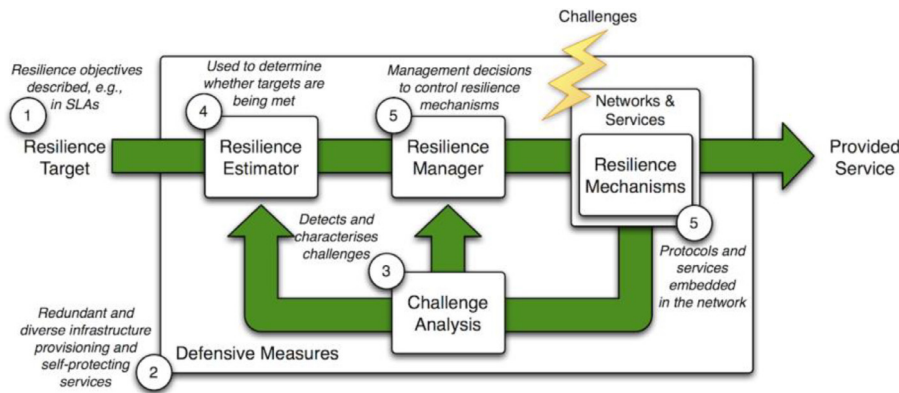 Challenges
Resilience objectives
described, e.g.,
in SLAs
1
Resilience
Target
Used to determine
whether targets are
being met
4
Resilience
Estimator
Management decisions
to control resilience
mechanisms
5
Resilience
Manager
Networks &
Services
Resilience
Mechanisms
5
Provided
Service
Protocols and
services
embedded
in the network
Detects and
characterises
challenges
3
Challenge
Analysis
Redundant and
diverse infrastructure
provisioning and
self-protecting
services
2
Defensive Measures